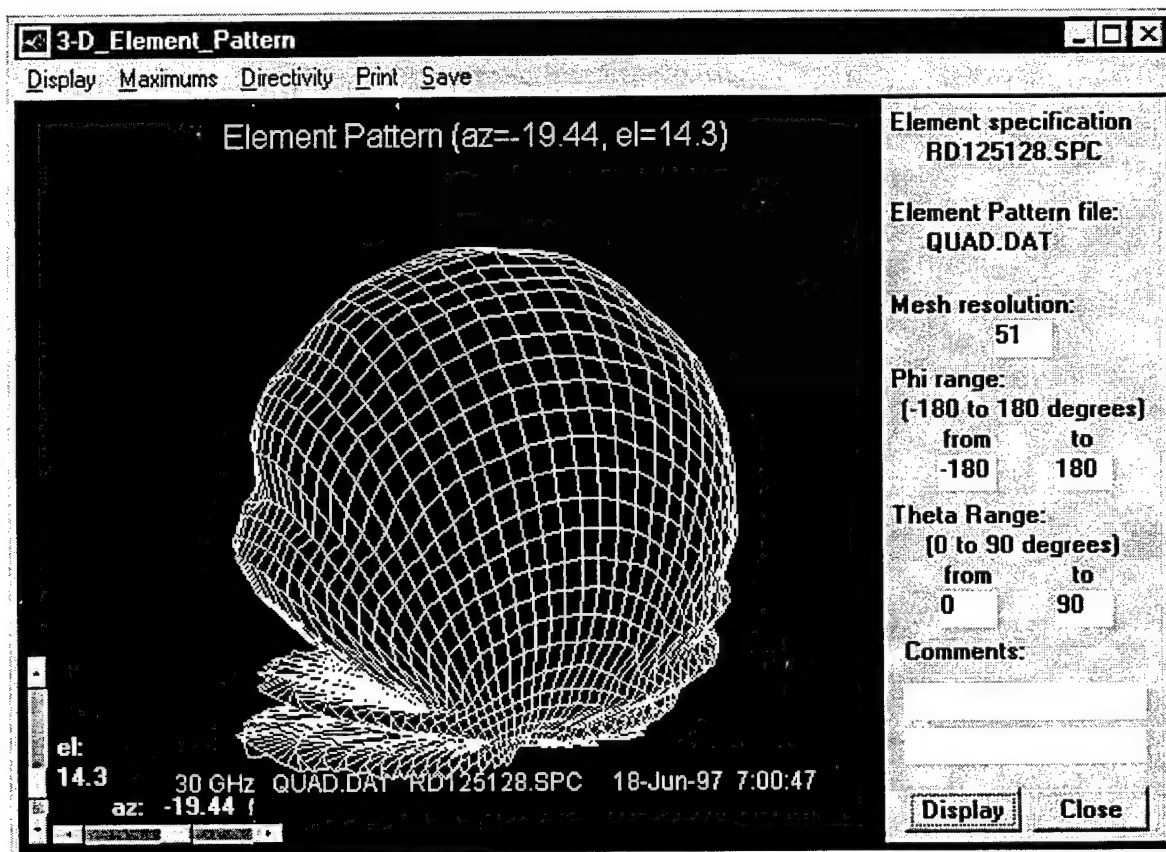 3-D_Element_Pattern
Display Maximums Directivity Print Save
Element Pattern (az=-19.44, el=14.3)
Element specification
RD125128.SPC
Element Pattern file:
QUAD.DAT
Mesh resolution:
51
Phi range:
(-180 to 180 degrees)
from to
-180 180
Theta Range:
(0 to 90 degrees)
from to
0 90
Comments:
el:
14.3
30 GHz QUAD.DAT RD125128.SPC 18-Jun-97 7:00:47
az: -19.44
Display Close